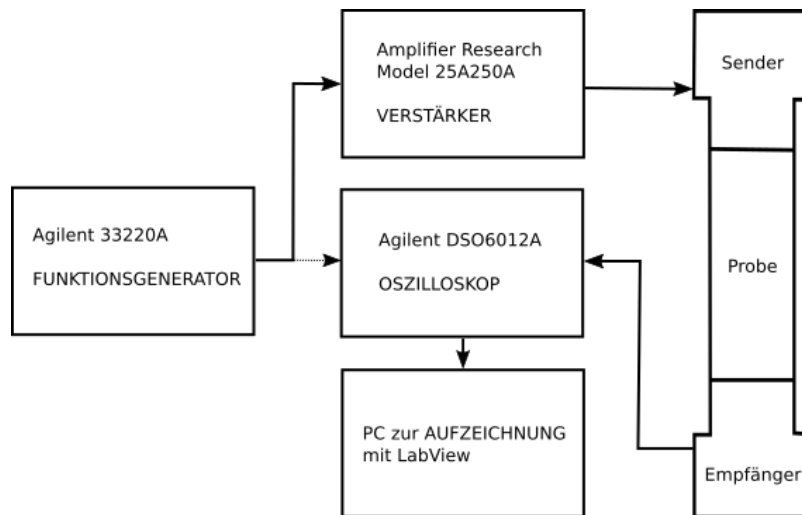 Amplifier Research
Model 25A250A
VERSTÄRKER
Sender
Agilent 33220A
FUNKTIONSGENERATOR
Agilent DSO6012A
OSZILLOSKOP
Probe
PC zur AUFZEICHNUNG
mit LabView
Empfänger